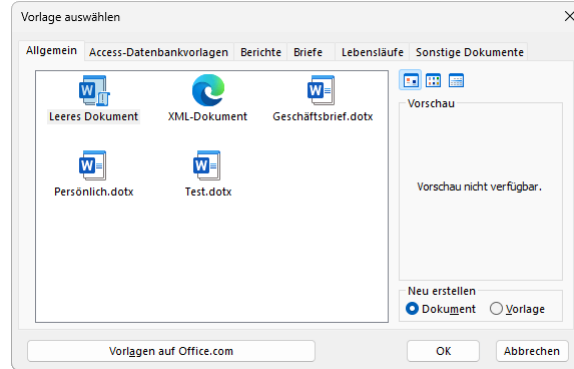 Vorlage auswählen
Allgemein Access-Datenbankvorlagen Berichte Briefe Lebensläufe Sonstige Dokumente
Leeres Dokument XML-Dokument Geschäftsbrief.dotx
Persönlich.dotx Test.dotx
Vorschau
Vorschau nicht verfügbar.
Neu erstellen
Dokument Vorlage
Vorlagen auf Office.com OK Abbrechen